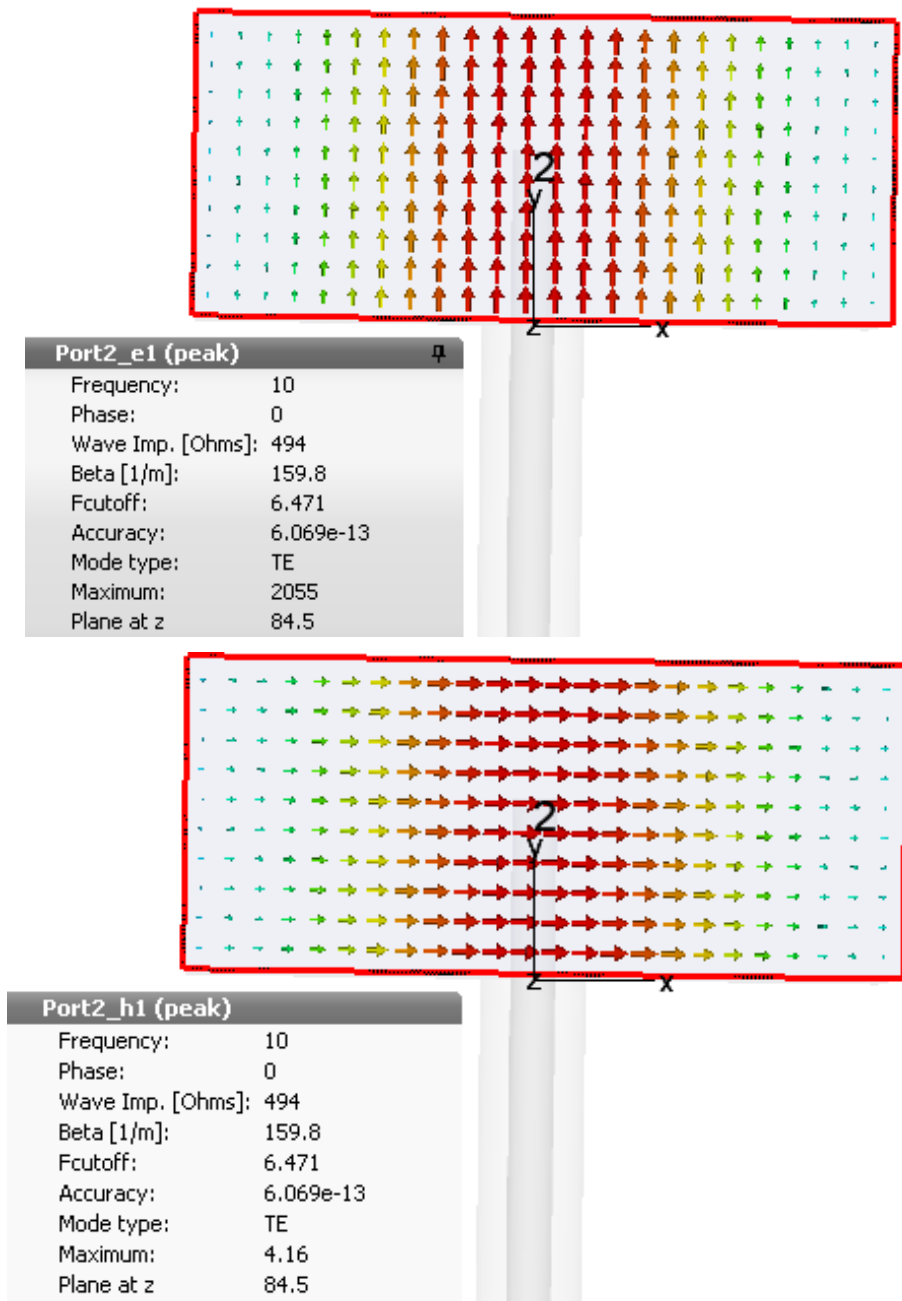 2
y
z
x
Port2_e1 (peak)
Frequency: 10
Phase: 0
Wave Imp. [Ohms]: 494
Beta [1/m]: 159.8
Fcutoff: 6.471
Accuracy: 6.069e-13
Mode type: TE
Maximum: 2055
Plane at z 84.5
2
y
z
x
Port2_h1 (peak)
Frequency: 10
Phase: 0
Wave Imp. [Ohms]: 494
Beta [1/m]: 159.8
Fcutoff: 6.471
Accuracy: 6.069e-13
Mode type: TE
Maximum: 4.16
Plane at z 84.5